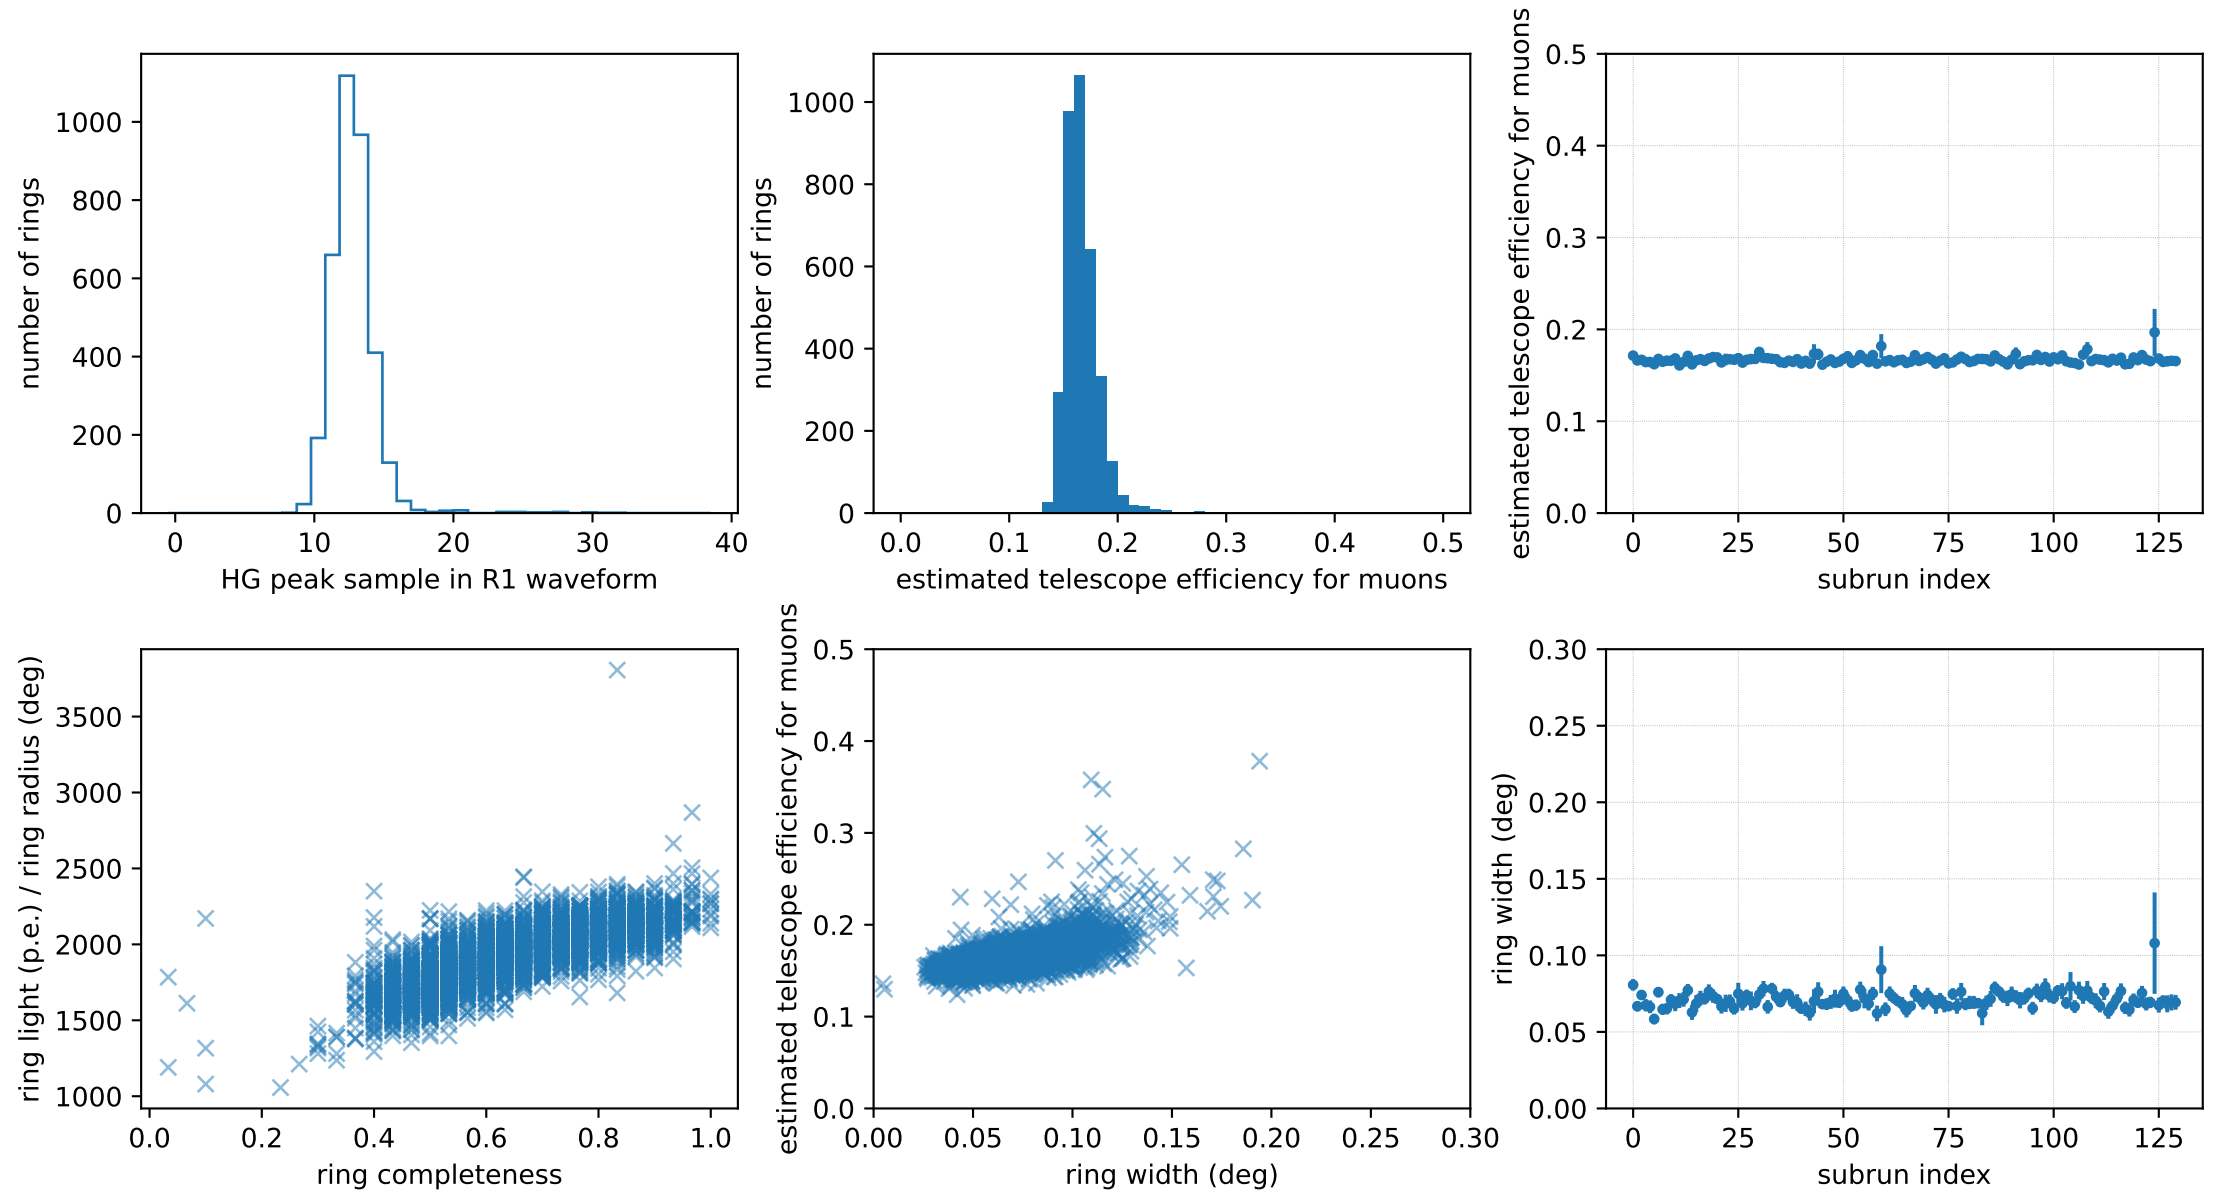 1000
800
600
400
200
0
0 10 20 30 40
number of rings
HG peak sample in R1 waveform
1000
800
600
400
200
0
0.0 0.1 0.2 0.3 0.4 0.5
number of rings
estimated telescope efficiency for muons
0.5
0.4
0.3
0.2
0.1
0.0
0 25 50 75 100 125
estimated telescope efficiency for muons
subrun index
3500
3000
2500
2000
1500
1000
0.0 0.2 0.4 0.6 0.8 1.0
ring light (p.e.) / ring radius (deg)
ring completeness
0.5
0.4
0.3
0.2
0.1
0.0
0.00 0.05 0.10 0.15 0.20 0.25 0.30
estimated telescope efficiency for muons
ring width (deg)
0.30
0.25
0.20
0.15
0.10
0.05
0.00
0 25 50 75 100 125
ring width (deg)
subrun index